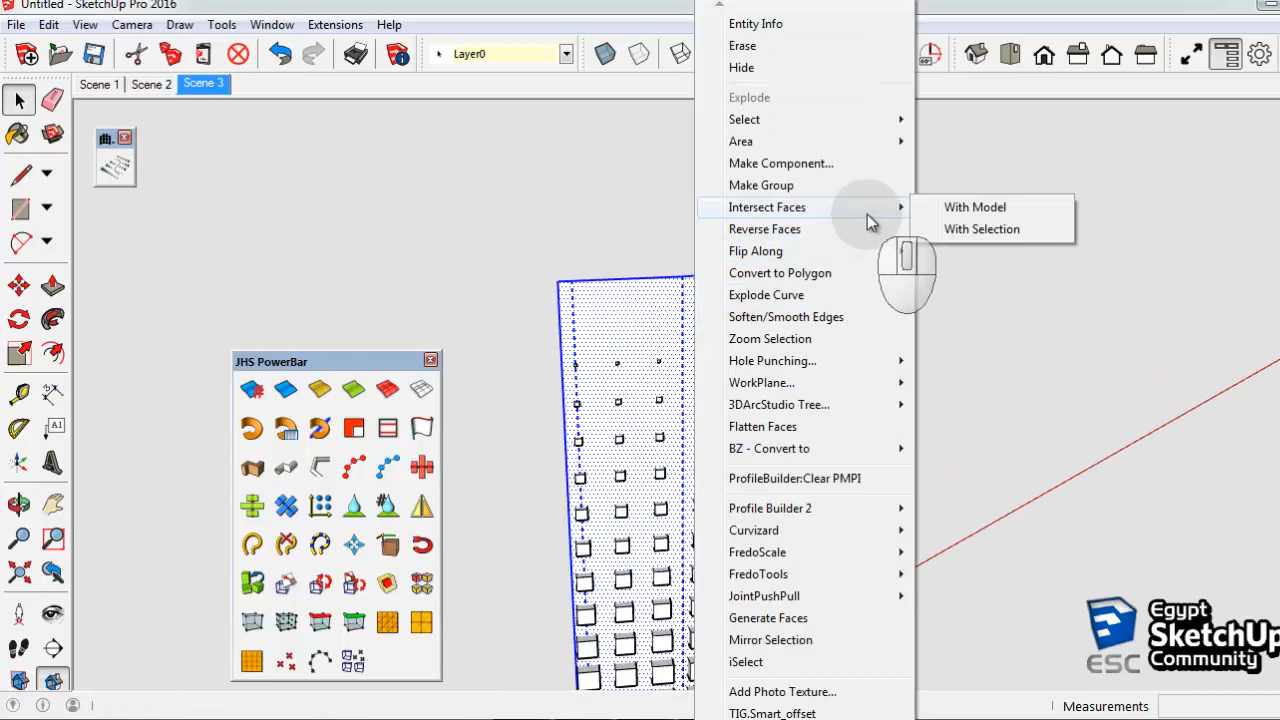 Untitled - SketchUp Pro 2016
File Edit View Camera Draw Tools Window Extensions Help
Layer0
Scene 1 Scene 2 Scene 3
JHS PowerBar
Entity Info
Erase
Hide
Explode
Select
Area
Make Component...
Make Group
Intersect Faces
With Model
With Selection
Reverse Faces
Flip Along
Convert to Polygon
Explode Curve
Soften/Smooth Edges
Zoom Selection
Hole Punching...
WorkPlane...
3DArcStudio Tree...
Flatten Faces
BZ - Convert to
ProfileBuilder:Clear PMPI
Profile Builder 2
Curvizard
FredoScale
FredoTools
JointPushPull
Generate Faces
Mirror Selection
iSelect
Add Photo Texture...
TIG.Smart_offset
Egypt
SketchUp
Community
ESC
Measurements